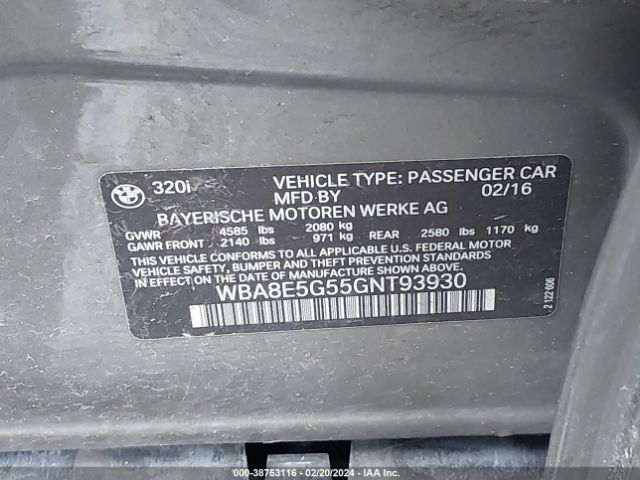 BMW
320i
VEHICLE TYPE: PASSENGER CAR
MFD BY 02/16
BAYERISCHE MOTOREN WERKE AG
GVWR 4585 lbs 2080 kg
GAWR FRONT 2140 lbs 971 kg REAR 2580 lbs 1170 kg
THIS VEHICLE CONFORMS TO ALL APPLICABLE U.S. FEDERAL MOTOR
VEHICLE SAFETY, BUMPER AND THEFT PREVENTION STANDARDS
IN EFFECT ON THE DATE OF MANUFACTURE SHOWN ABOVE.
WBA8E5G55GNT93930
2 122 606
000-38753116 - 02/20/2024 - IAA Inc.